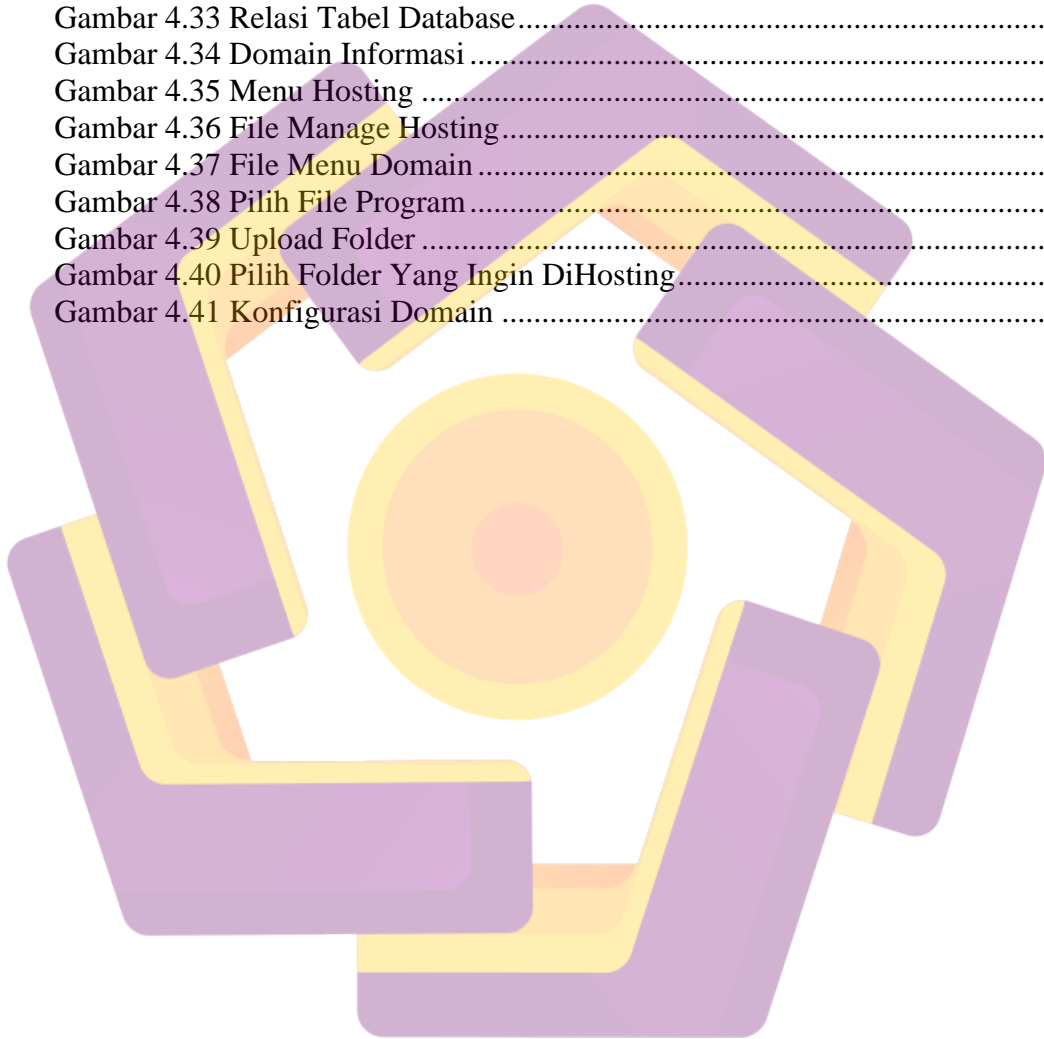 Gambar 4.33 Relasi Tabel Database..........................................................................................
Gambar 4.34 Domain Informasi..................................................................................................
Gambar 4.35 Menu Hosting.........................................................................................................
Gambar 4.36 File Manage Hosting............................................................................................
Gambar 4.37 File Menu Domain................................................................................................
Gambar 4.38 Pilih File Program.................................................................................................
Gambar 4.39 Upload Folder.........................................................................................................
Gambar 4.40 Pilih Folder Yang Ingin DiHosting..............................................................
Gambar 4.41 Konfigurasi Domain............................................................................................